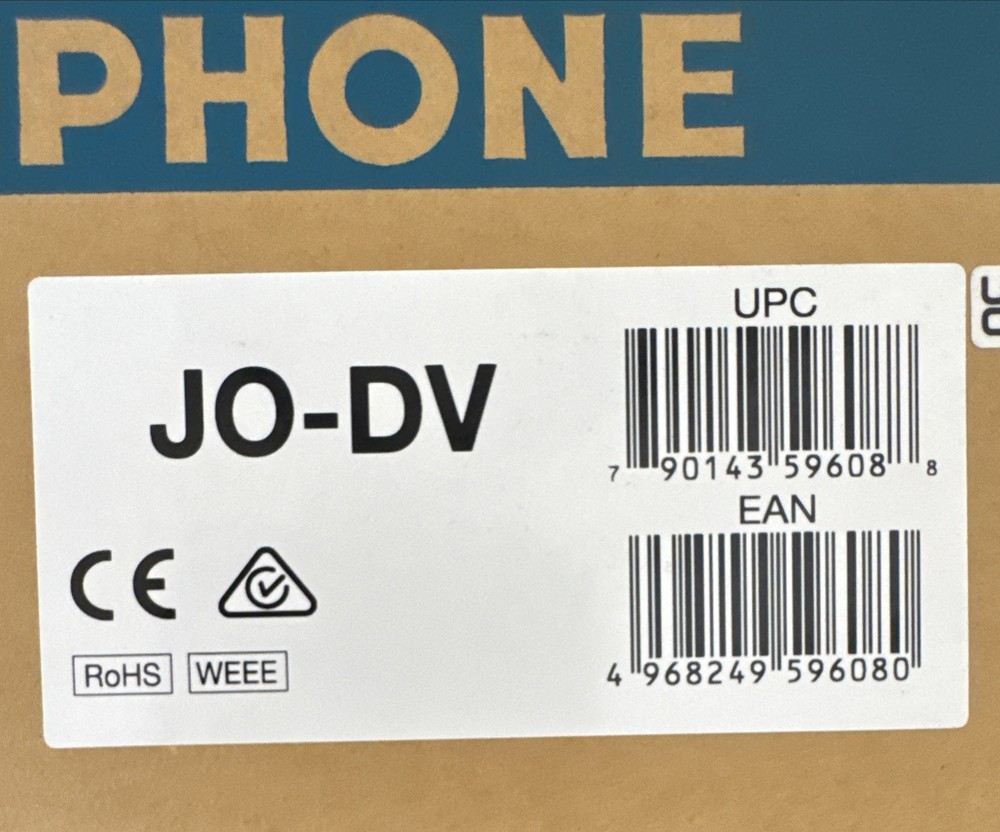 PHONE
JO-DV
UPC
7 90143 59608 8
EAN
4 968249 596080
CE
RoHS
WEEE